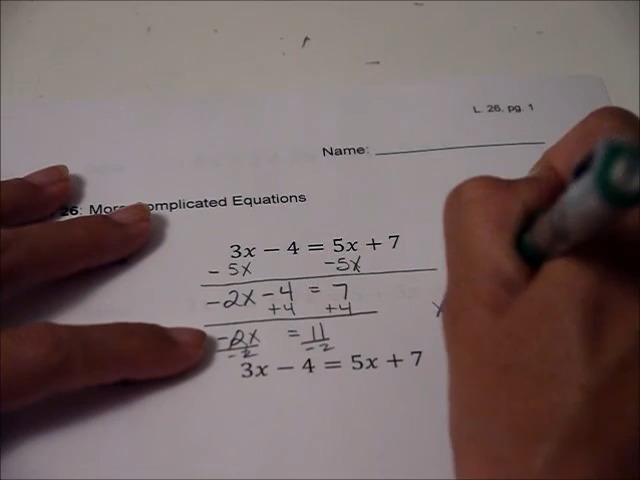 L. 26, pg. 1
Name:
26: More Complicated Equations
3x − 4 = 5x + 7
- 5x -5x
-2x - 4 = 7
+4 +4
-2x = 11
-2 -2
3x − 4 = 5x + 7
x